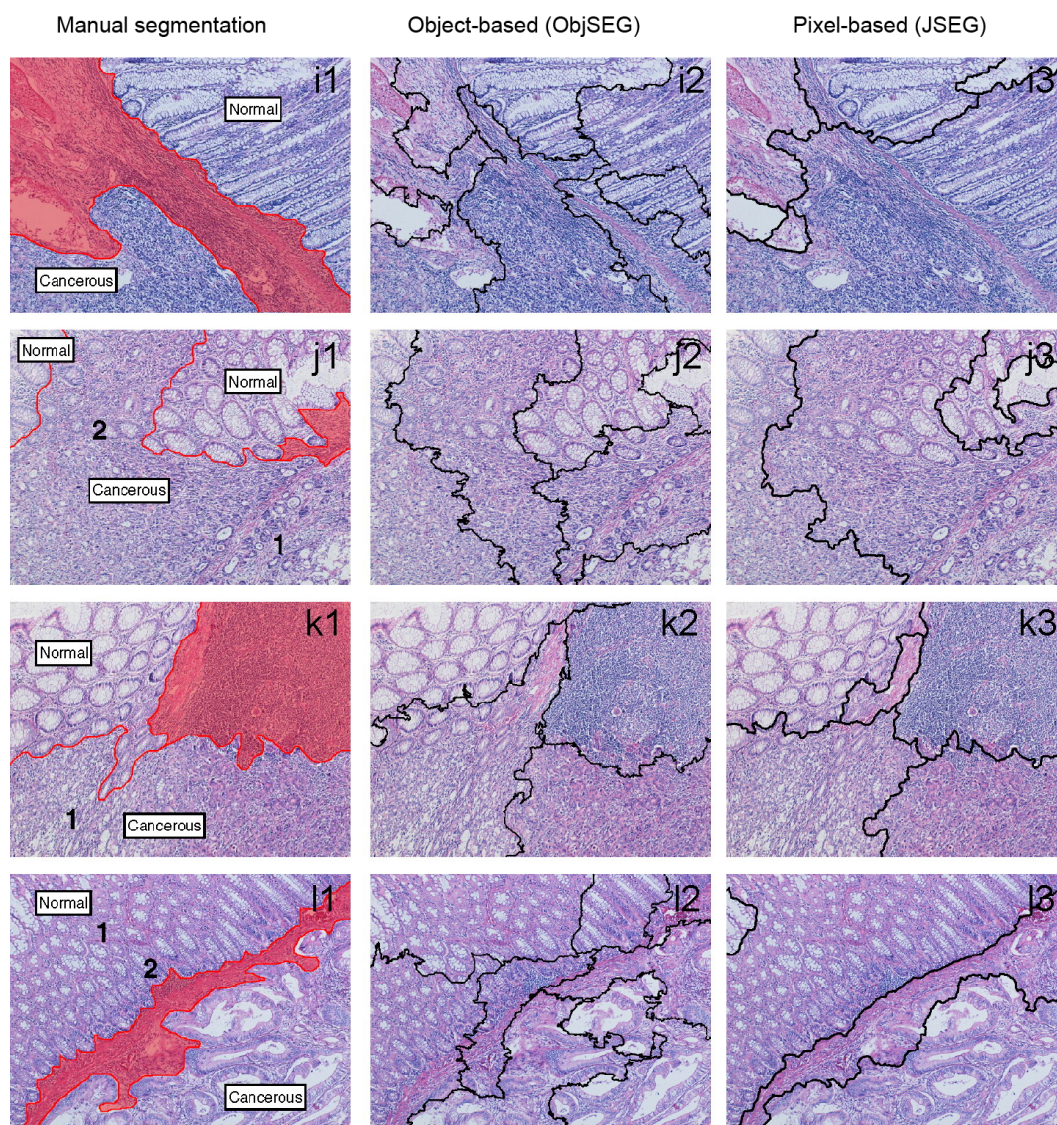 Manual segmentation Object-based (ObjSEG) Pixel-based (JSEG)
i1 i2 i3
Normal
Cancerous
j1 j2 j3
Normal
Normal
2
Cancerous
1
k1 k2 k3
Normal
1
Cancerous
l1 l2 l3
Normal
1
2
Cancerous